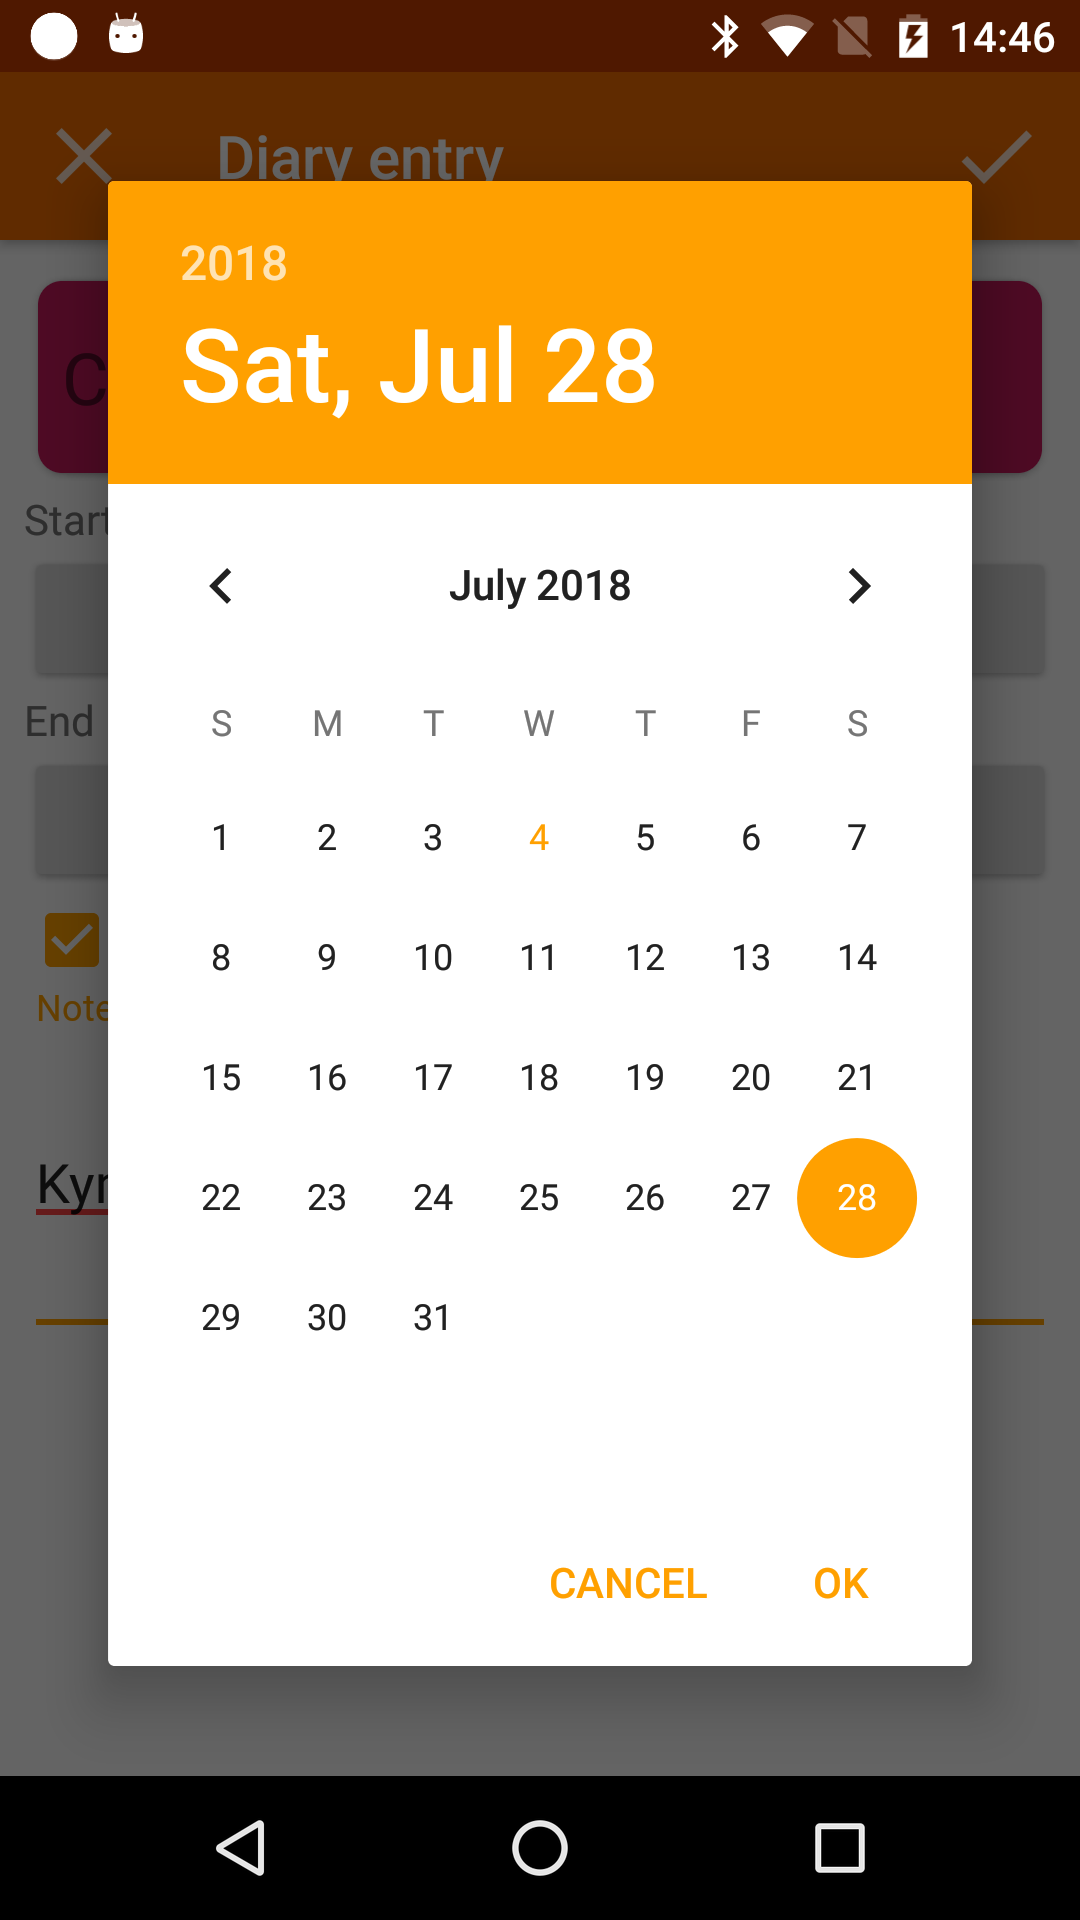 14:46
Diary entry
2018
Sat, Jul 28
Start
July 2018
End
S M T W T F S
1 2 3 4 5 6 7
8 9 10 11 12 13 14
15 16 17 18 19 20 21
22 23 24 25 26 27 28
29 30 31
CANCEL OK